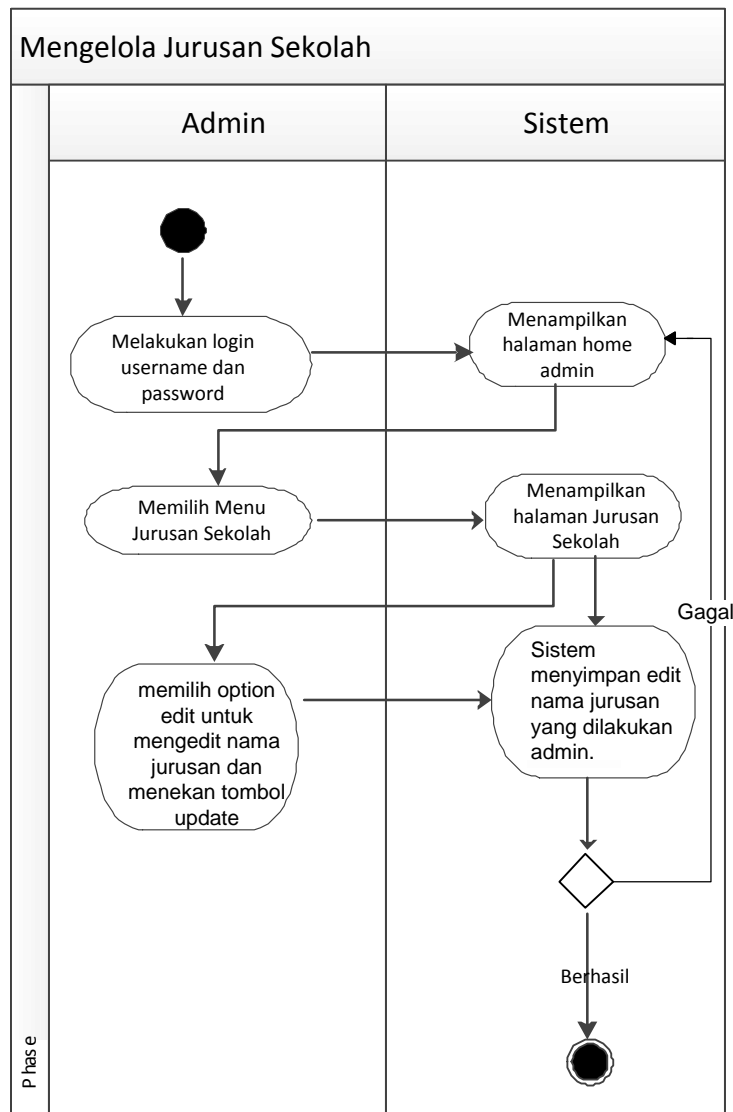 Mengelola Jurusan Sekolah
Admin
Sistem
Melakukan login
username dan
password
Menampilkan
halaman home
admin
Memilih Menu
Jurusan Sekolah
Menampilkan
halaman Jurusan
Sekolah
Gagal
memilih option
edit untuk
mengedit nama
jurusan dan
menekan tombol
update
Sistem
menyimpan edit
nama jurusan
yang dilakukan
admin.
Berhasil
Phase